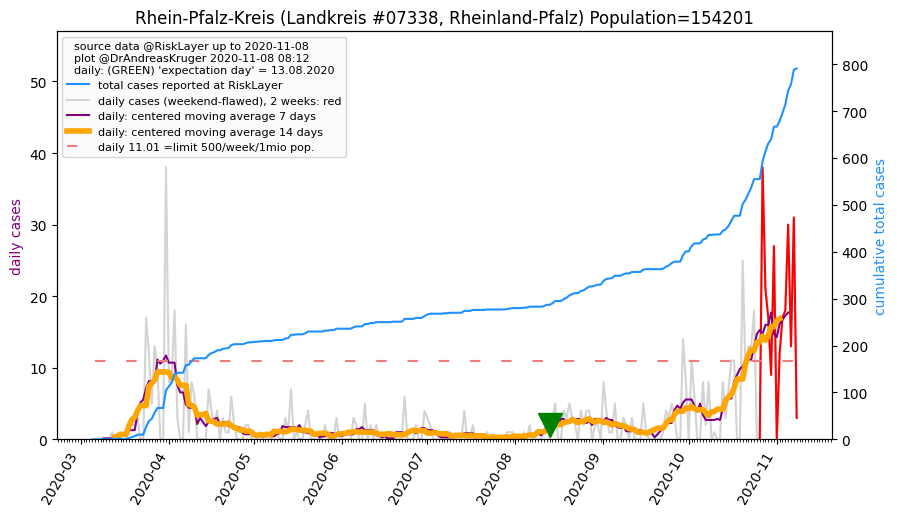 Rhein-Pfalz-Kreis (Landkreis #07338, Rheinland-Pfalz) Population=154201
source data @RiskLayer up to 2020-11-08
plot @DrAndreasKruger 2020-11-08 08:12
daily: (GREEN) 'expectation day' = 13.08.2020
total cases reported at RiskLayer
daily cases (weekend-flawed), 2 weeks: red
daily: centered moving average 7 days
daily: centered moving average 14 days
daily 11.01 =limit 500/week/1mio pop.
daily cases
50
40
30
20
10
0
cumulative total cases
800
700
600
500
400
300
200
100
0
2020-03
2020-04
2020-05
2020-06
2020-07
2020-08
2020-09
2020-10
2020-11